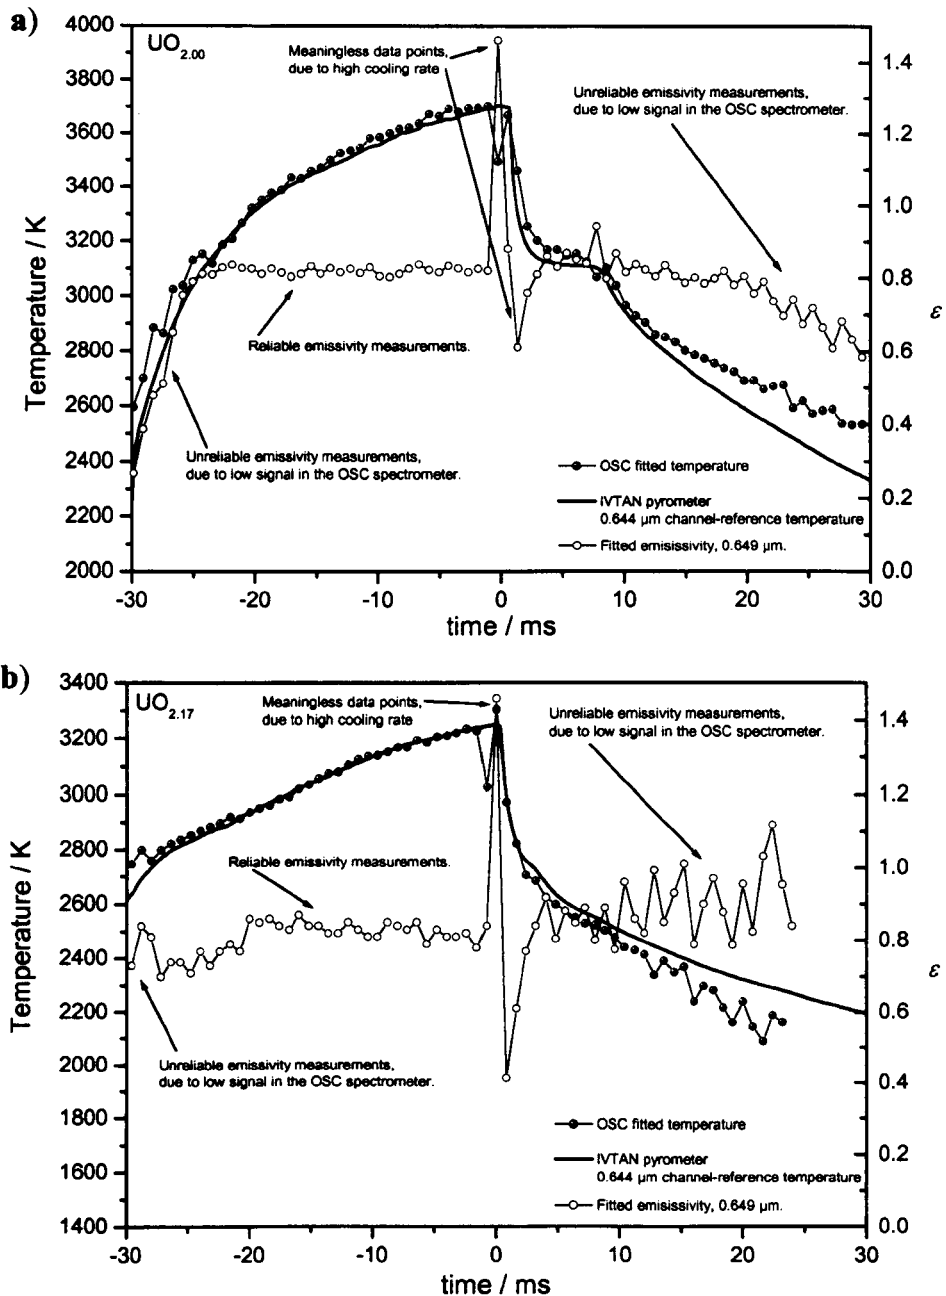 a)
UO2.00
Meaningless data points,
due to high cooling rate
Unreliable emissivity measurements,
due to low signal in the OSC spectrometer.
Reliable emissivity measurements.
Unreliable emissivity measurements,
due to low signal in the OSC spectrometer.
OSC fitted temperature
IVTAN pyrometer
0.644 µm channel-reference temperature
Fitted emisissivity, 0.649 µm.
Temperature / K
4000
3800
3600
3400
3200
3000
2800
2600
2400
2200
2000
1.4
1.2
1.0
0.8
0.6
0.4
0.2
0.0
ε
-30 -20 -10 0 10 20 30
time / ms
b)
UO2.17
Meaningless data points,
due to high cooling rate
Unreliable emissivity measurements,
due to low signal in the OSC spectrometer.
Reliable emissivity measurements.
Unreliable emissivity measurements,
due to low signal in the OSC spectrometer.
OSC fitted temperature
IVTAN pyrometer
0.644 µm channel-reference temperature
Fitted emisissivity, 0.649 µm.
Temperature / K
3400
3200
3000
2800
2600
2400
2200
2000
1800
1600
1400
1.4
1.2
1.0
0.8
0.6
0.4
0.2
0.0
ε
-30 -20 -10 0 10 20 30
time / ms